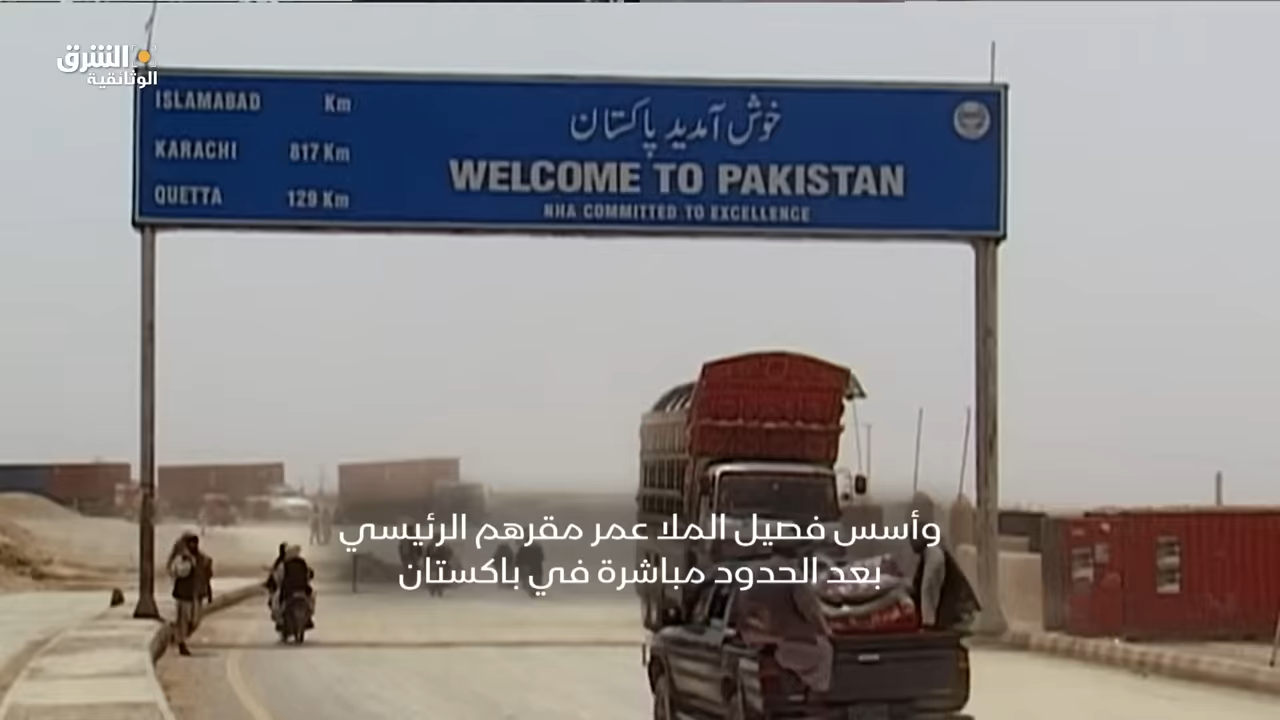 الشرق
الوثائقية
ISLAMABAD Km
KARACHI 817 Km
QUETTA 129 Km
خوش آمدید پاکستان
WELCOME TO PAKISTAN
NHA COMMITTED TO EXCELLENCE
وأسس فصيل الملا عمر مقرهم الرئيسي
بعد الحدود مباشرة في باكستان